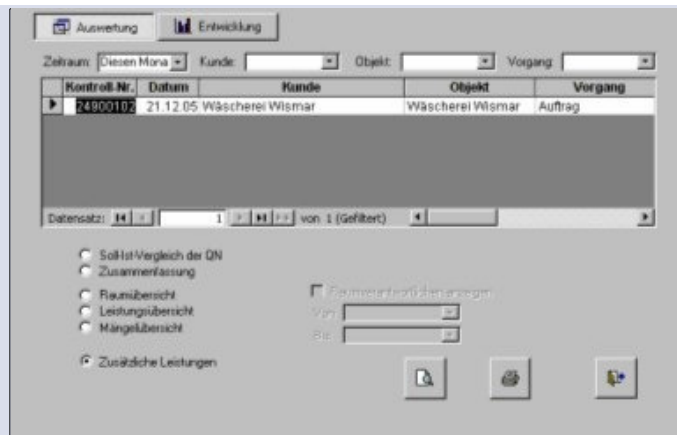 Auswertung Entwicklung
Zeitraum: Diesen Mona Kunde: Objekt: Vorgang:
Kontroll-Nr. Datum Kunde Objekt Vorgang
24900102 21.12.05 Wäscherei Wismar Wäscherei Wismar Auftrag
Datensatz: 1 von 1 (Gefiltert)
Soll-Ist-Vergleich der QN
Zusammenfassung
Raumübersicht
Raumverantwortlichen anzeigen
Leistungsübersicht
Von:
Mängelübersicht
Bis:
Zusätzliche Leistungen